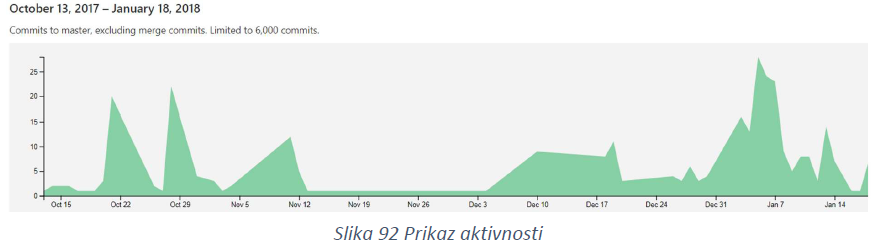 October 13, 2017 – January 18, 2018
Commits to master, excluding merge commits. Limited to 6,000 commits.
25
20
15
10
5
0
Oct 15 Oct 22 Oct 29 Nov 5 Nov 12 Nov 19 Nov 26 Dec 3 Dec 10 Dec 17 Dec 24 Dec 31 Jan 7 Jan 14
Slika 92 Prikaz aktivnosti